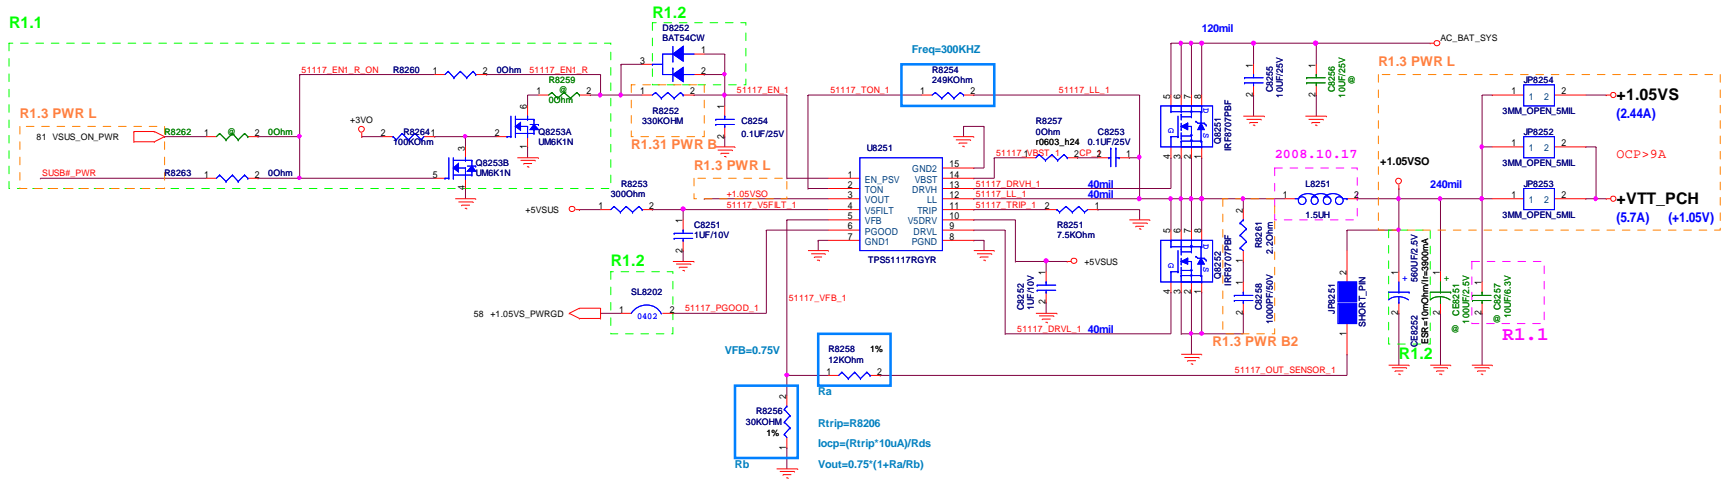 R1.1
R1.2
D8252
BAT54CW
120mil
AC_BAT_SYS
R1.3 PWR L
51117_EN1_R_ON
R8260
0Ohm
51117_EN1_R
R8259
@
0Ohm
Freq=300KHZ
R8254
249KOhm
51117_EN_1
51117_TON_1
51117_LL_1
C8255
10UF/25V
C8256
10UF/25V
@
JP8254
3MM_OPEN_5MIL
+1.05VS
(2.44A)
R1.3 PWR L
81 VSUS_ON_PWR
R8262
@
0Ohm
+3VO
R8264
100KOhm
Q8253A
UM6K1N
R8252
330KOHM
R1.31 PWR B
C8254
0.1UF/25V
R8257
0Ohm
r0603_h24
C8253
0.1UF/25V
Q8251
IRF8707PBF
JP8252
3MM_OPEN_5MIL
OCP>9A
SUSB#_PWR
R8263
0Ohm
Q8253B
UM6K1N
R1.3 PWR L
U8251
EN_PSV
TON
VOUT
V5FILT
VFB
PGOOD
GND1
GND2
VBST
DRVH
LL
TRIP
V5DRV
DRVL
PGND
TPS51117RGYR
51117_VBST_1
CP_2
51117_DRVH_1
40mil
51117_LL_1
40mil
51117_TRIP_1
R8251
7.5KOhm
2008.10.17
L8251
1.5UH
+1.05VSO
240mil
JP8253
3MM_OPEN_5MIL
+VTT_PCH
(5.7A)
(+1.05V)
R8253
300Ohm
+5VSUS
+1.05VSO
51117_V5FILT_1
C8251
1UF/10V
+5VSUS
C8252
1UF/10V
Q8252
IRF8707PBF
R8261
2.2Ohm
C8258
1000PF/50V
R1.3 PWR B2
JP8251
SHORT_PIN
CE8252
560UF/2.5V
ESR=10mOhm/Ir=3900mA
R1.2
CE8251
100UF/2.5V
@
C8257
10UF/6.3V
@
R1.1
R1.2
SL8202
0402
58 +1.05VS_PWRGD
51117_PGOOD_1
51117_VFB_1
51117_DRVL_1
40mil
VFB=0.75V
R8258
1%
12KOhm
Ra
51117_OUT_SENSOR_1
R8256
30KOHM
1%
Rb
Rtrip=R8206
Iocp=(Rtrip*10uA)/Rds
Vout=0.75*(1+Ra/Rb)